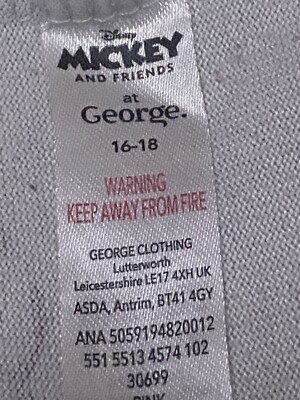 Disney
MICKEY
AND FRIENDS
at
George.
16-18
WARNING
KEEP AWAY FROM FIRE
GEORGE CLOTHING
Lutterworth
Leicestershire LE17 4XH UK
ASDA, Antrim, BT41 4GY
ANA 5059194820012
551 5513 4574 102
30699
PINK